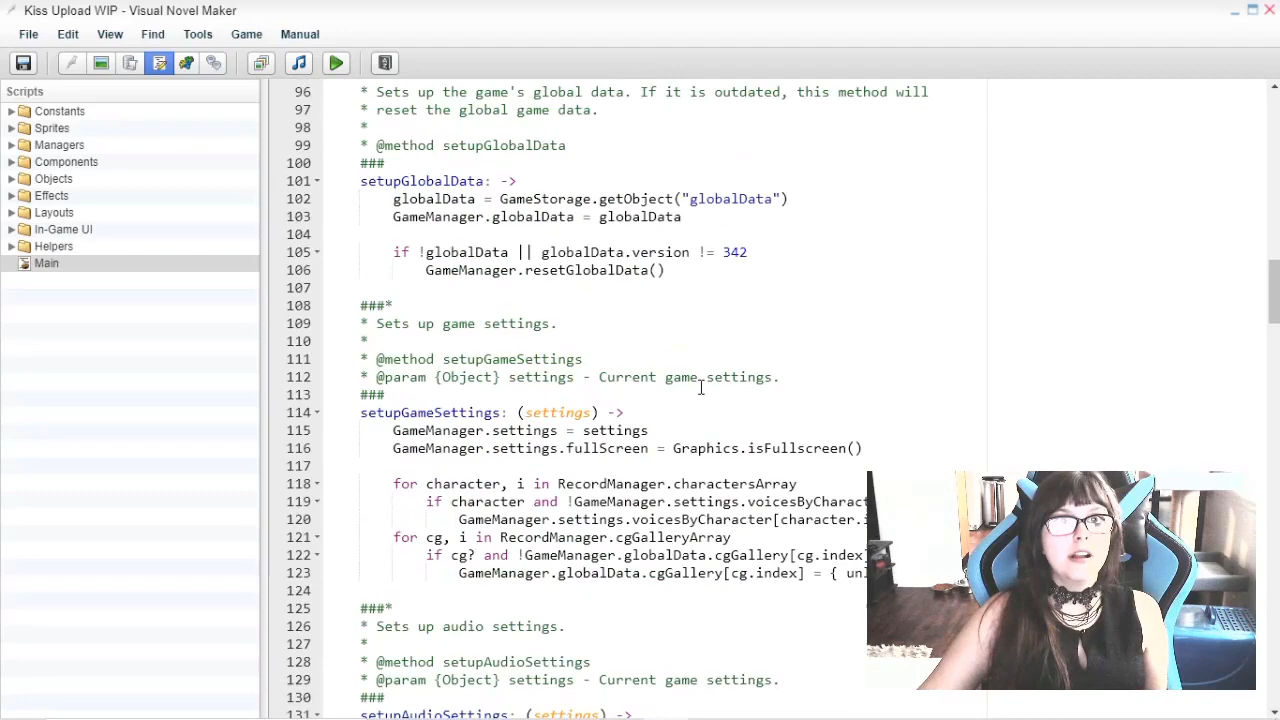 Kiss Upload WIP - Visual Novel Maker
File Edit View Find Tools Game Manual
Scripts
Constants
Sprites
Managers
Components
Objects
Effects
Layouts
In-Game UI
Helpers
Main
96 * Sets up the game's global data. If it is outdated, this method will
97 * reset the global game data.
98 *
99 * @method setupGlobalData
100 ###
101 setupGlobalData: ->
102 globalData = GameStorage.getObject("globalData")
103 GameManager.globalData = globalData
104
105 if !globalData || globalData.version != 342
106 GameManager.resetGlobalData()
107
108 ###*
109 * Sets up game settings.
110 *
111 * @method setupGameSettings
112 * @param {Object} settings - Current game settings.
113 ###
114 setupGameSettings: (settings) ->
115 GameManager.settings = settings
116 GameManager.settings.fullScreen = Graphics.isFullscreen()
117
118 for character, i in RecordManager.charactersArray
119 if character and !GameManager.settings.voicesByCharact
120 GameManager.settings.voicesByCharacter[character.i
121 for cg, i in RecordManager.cgGalleryArray
122 if cg? and !GameManager.globalData.cgGallery[cg.index]
123 GameManager.globalData.cgGallery[cg.index] = { unl
124
125 ###*
126 * Sets up audio settings.
127 *
128 * @method setupAudioSettings
129 * @param {Object} settings - Current game settings.
130 ###
131 setupAudioSettings: (settings) ->